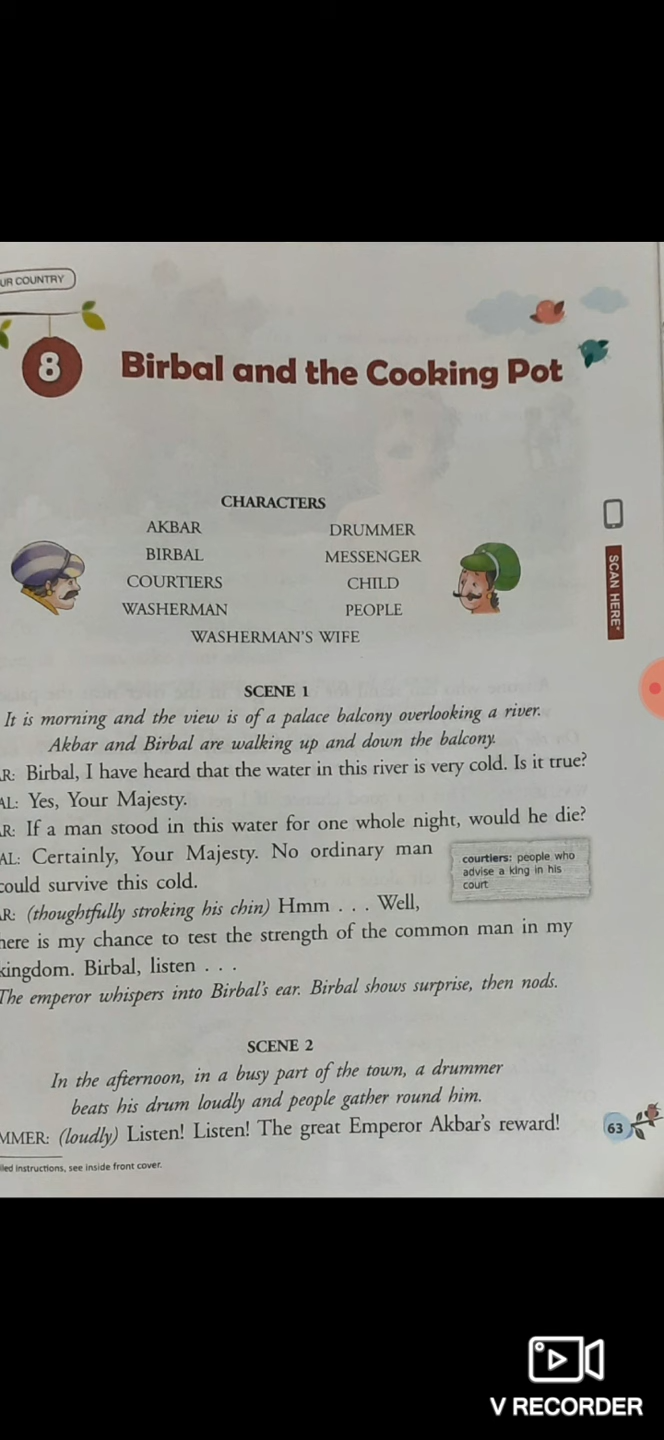 UR COUNTRY
8 Birbal and the Cooking Pot
CHARACTERS
AKBAR DRUMMER
BIRBAL MESSENGER
COURTIERS CHILD
WASHERMAN PEOPLE
WASHERMAN'S WIFE
SCAN HERE*
SCENE 1
It is morning and the view is of a palace balcony overlooking a river.
Akbar and Birbal are walking up and down the balcony.
AR: Birbal, I have heard that the water in this river is very cold. Is it true?
AL: Yes, Your Majesty.
AR: If a man stood in this water for one whole night, would he die?
AL: Certainly, Your Majesty. No ordinary man
could survive this cold.
courtiers: people who
advise a king in his
court
AR: (thoughtfully stroking his chin) Hmm . . . Well,
here is my chance to test the strength of the common man in my
kingdom. Birbal, listen . . .
The emperor whispers into Birbal's ear. Birbal shows surprise, then nods.
SCENE 2
In the afternoon, in a busy part of the town, a drummer
beats his drum loudly and people gather round him.
MMER: (loudly) Listen! Listen! The great Emperor Akbar's reward!
63
iled instructions, see inside front cover.
V RECORDER